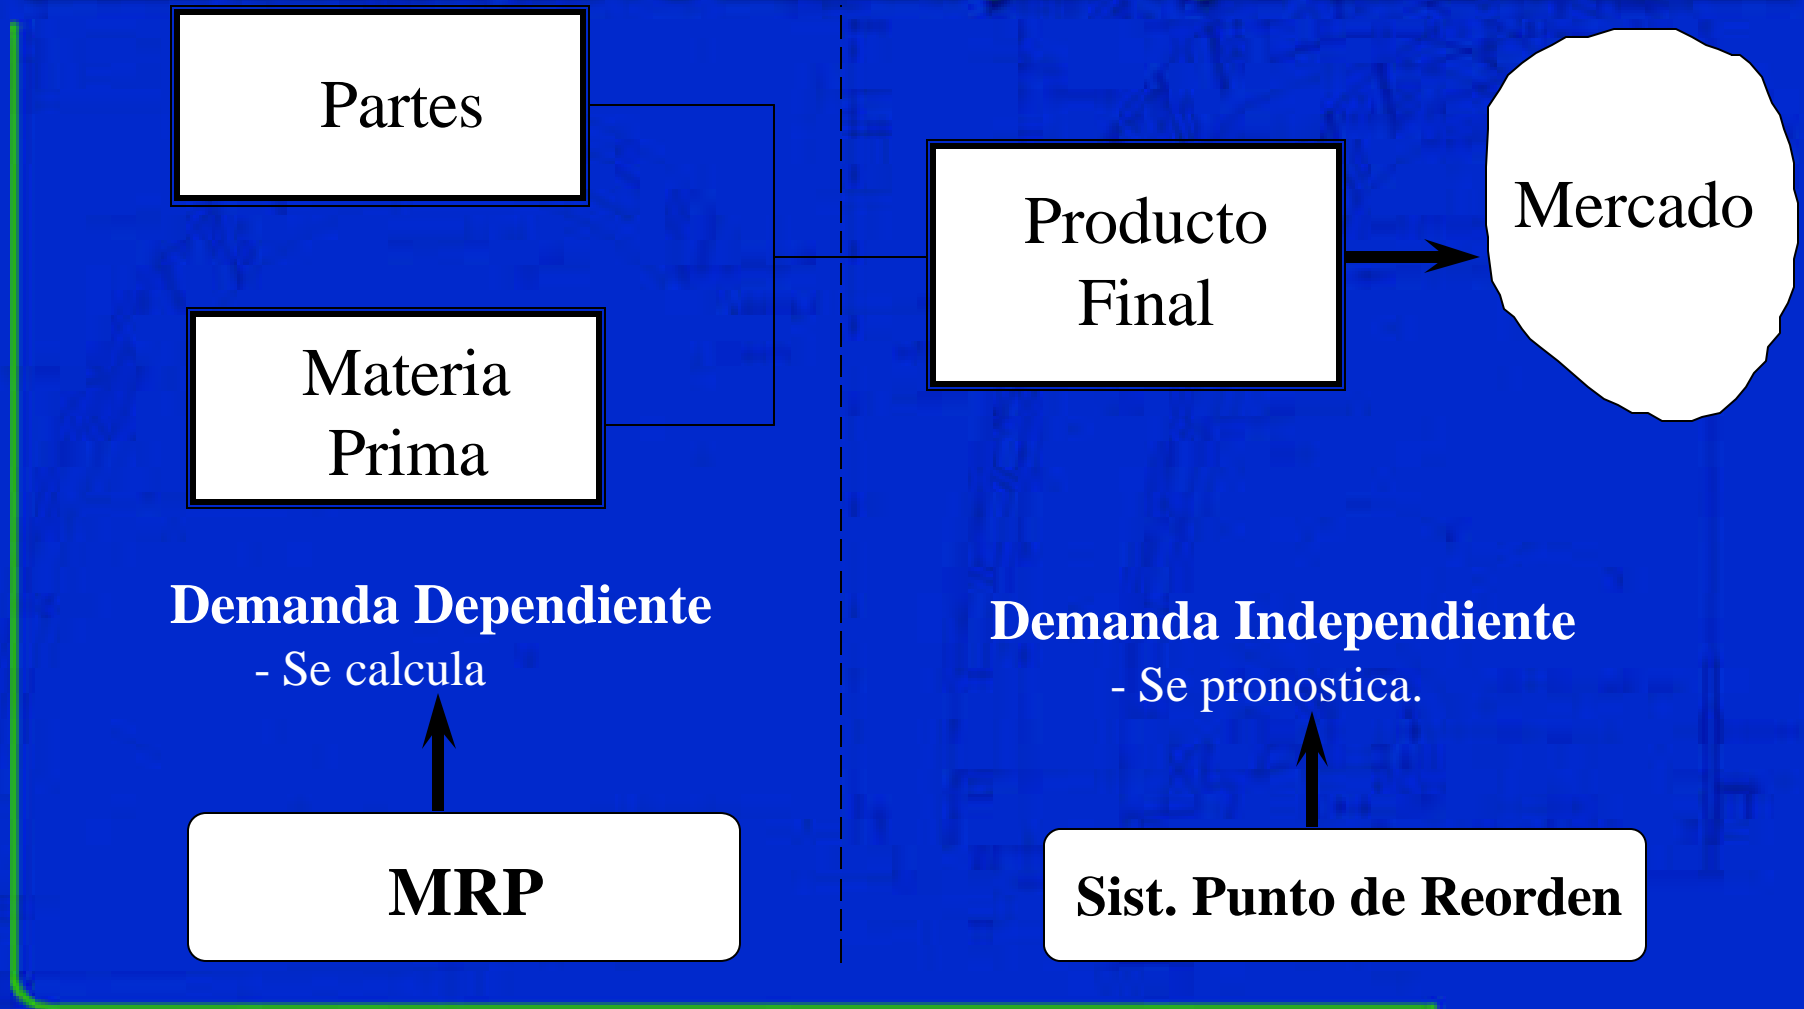 Partes
Materia
Prima
Producto
Final
Mercado
Demanda Dependiente
- Se calcula
MRP
Demanda Independiente
- Se pronostica.
Sist. Punto de Reorden